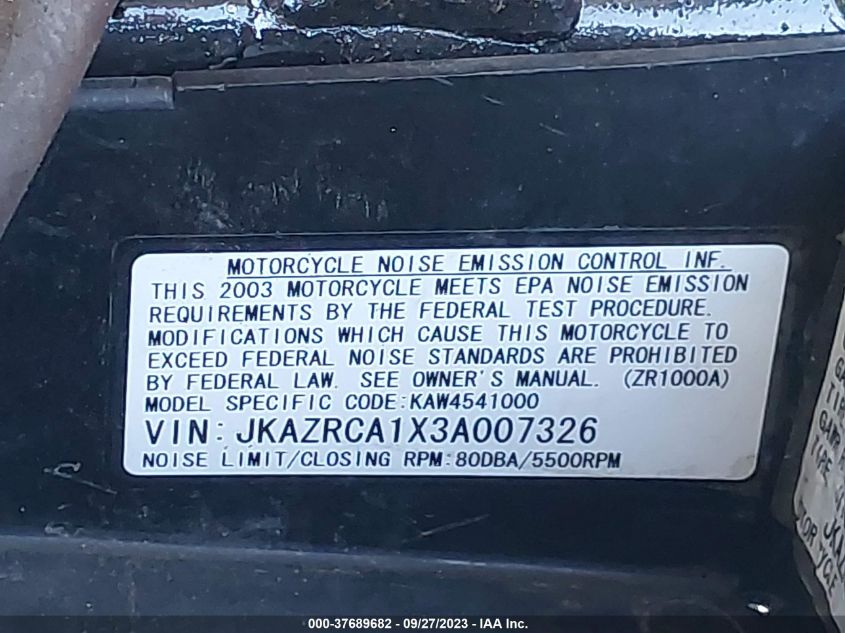 MOTORCYCLE NOISE EMISSION CONTROL INF.
THIS 2003 MOTORCYCLE MEETS EPA NOISE EMISSION
REQUIREMENTS BY THE FEDERAL TEST PROCEDURE.
MODIFICATIONS WHICH CAUSE THIS MOTORCYCLE TO
EXCEED FEDERAL NOISE STANDARDS ARE PROHIBITED
BY FEDERAL LAW. SEE OWNER'S MANUAL. (ZR1000A)
MODEL SPECIFIC CODE:KAW4541000
VIN: JKAZRCA1X3A007326
NOISE LIMIT/CLOSING RPM:80DBA/5500RPM
000-37689682 / 09/27/2023 - IAA Inc.